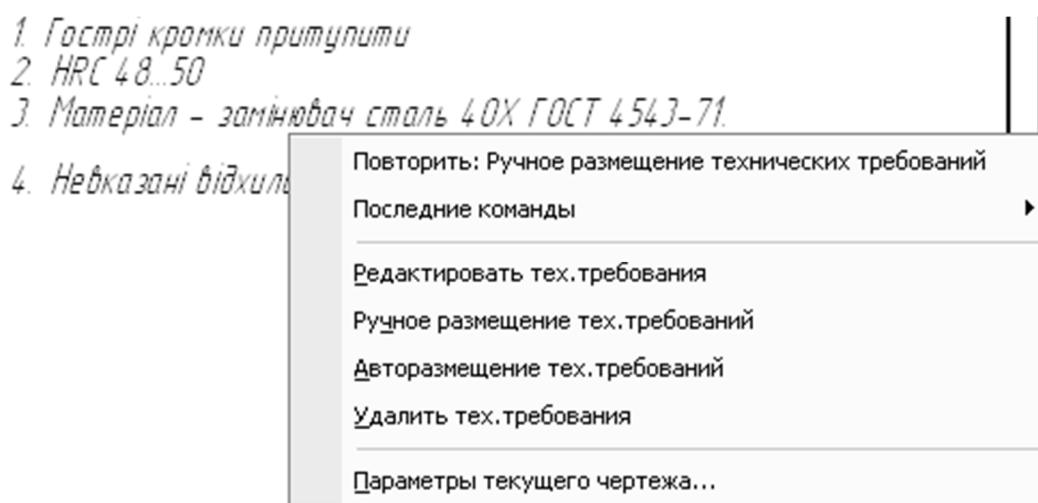 1. Гострі кромки притупити
2. HRC 48...50
3. Матеріал – замінювач сталь 40Х ГОСТ 4543-71.
4. Невказані
Повторить: Ручное размещение технических требований
Последние команды
Редактировать тех.требования
Ручное размещение тех.требований
Авторазмещение тех.требований
Удалить тех.требования
Параметры текущего чертежа...